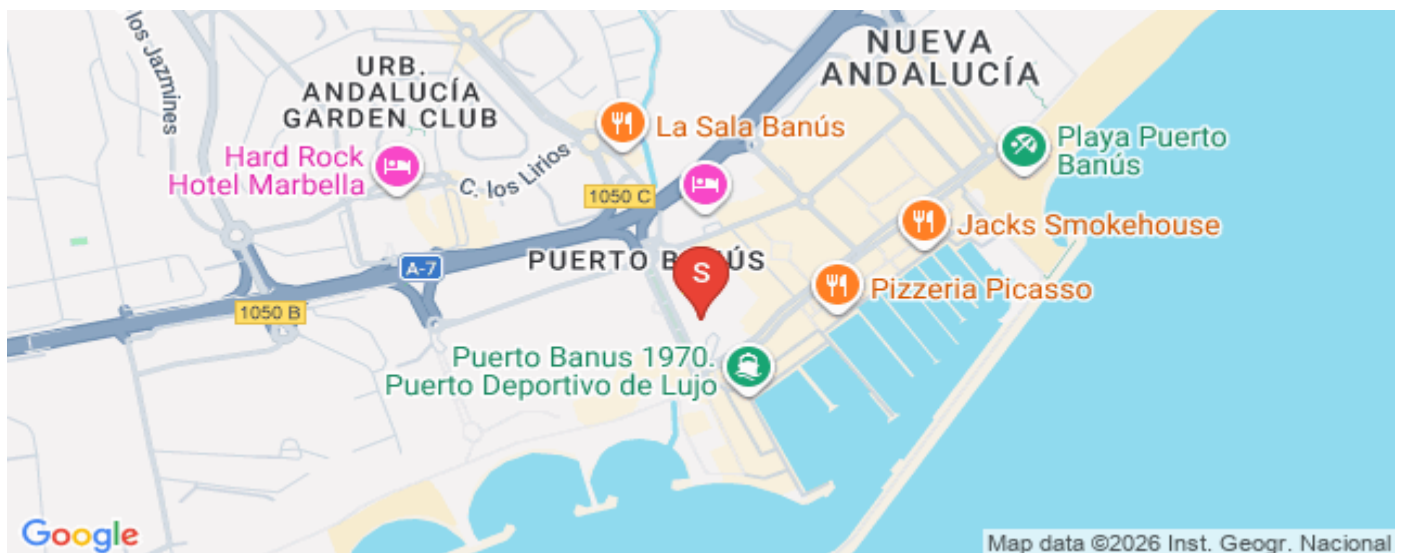 los Jazmines
URB.
ANDALUCÍA
GARDEN CLUB
NUEVA
ANDALUCÍA
La Sala Banús
Playa Puerto
Banús
Hard Rock
Hotel Marbella
C. los Lirios
1050 C
Jacks Smokehouse
PUERTO B ÚS
S
A-7
Pizzeria Picasso
1050 B
Puerto Banus 1970.
Puerto Deportivo de Lujo
Google
Map data ©2026 Inst. Geogr. Nacional